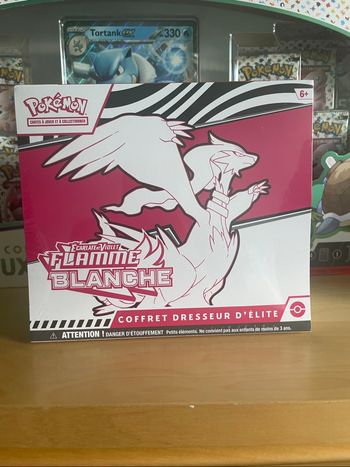 Tortank ex 330
POKÉMON
CARTES À JOUER ET À COLLECTIONNER
6+
ÉCARLATE ET VIOLET
FLAMME
BLANCHE
COFFRET DRESSEUR D'ÉLITE
ATTENTION ! DANGER D'ÉTOUFFEMENT Petits éléments. Ne convient pas aux enfants de moins de 3 ans.